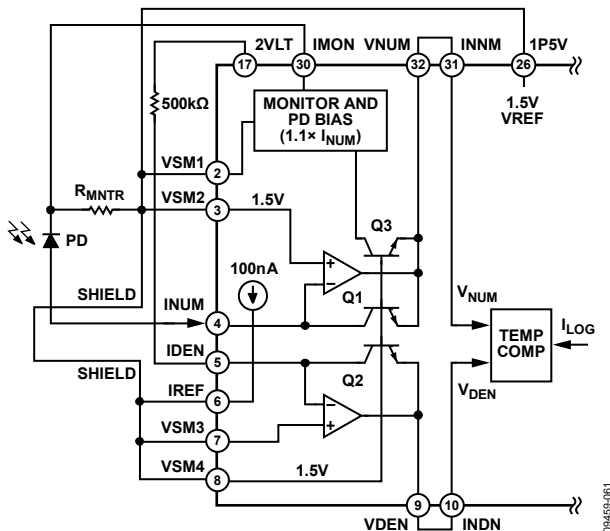 2VLT IMON VNUM INNM 1P5V
17 30 32 31 26
500kΩ
MONITOR AND
PD BIAS
(1.1× INUM)
1.5V
VREF
VSM1
2
RMNTR
VSM2
3
1.5V
Q3
PD
100nA
SHIELD
INUM
4
Q1
VNUM
IDEN
5
TEMP
COMP
ILOG
SHIELD
Q2
VDEN
IREF
6
VSM3
7
VSM4
8
1.5V
9 10
VDEN INDN
09459-061
+
−
−
+